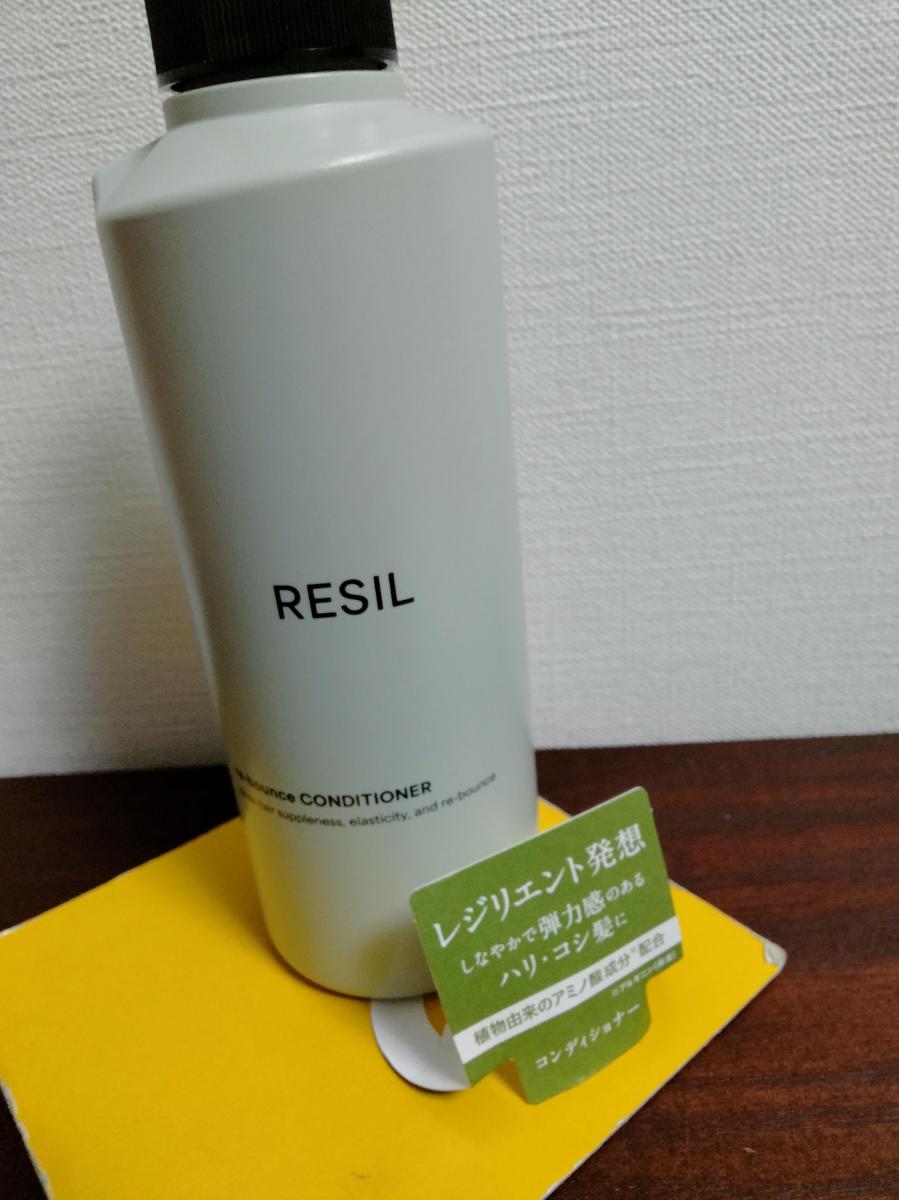 RESIL
re-bounce CONDITIONER
hair suppleness, elasticity, and re-bounce
レジリエント発想
しなやかで弾力感のある
ハリ・コシ髪に
植物由来のアミノ酸成分※配合
コンディショナー